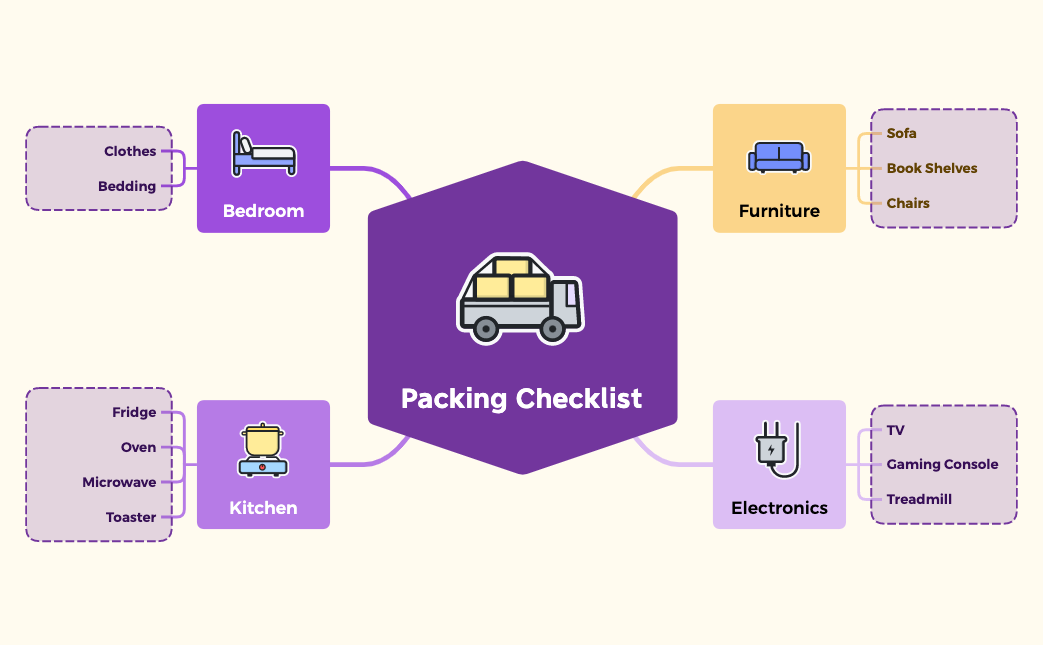 Packing Checklist
Bedroom
Clothes
Bedding
Kitchen
Fridge
Oven
Microwave
Toaster
Furniture
Sofa
Book Shelves
Chairs
Electronics
TV
Gaming Console
Treadmill